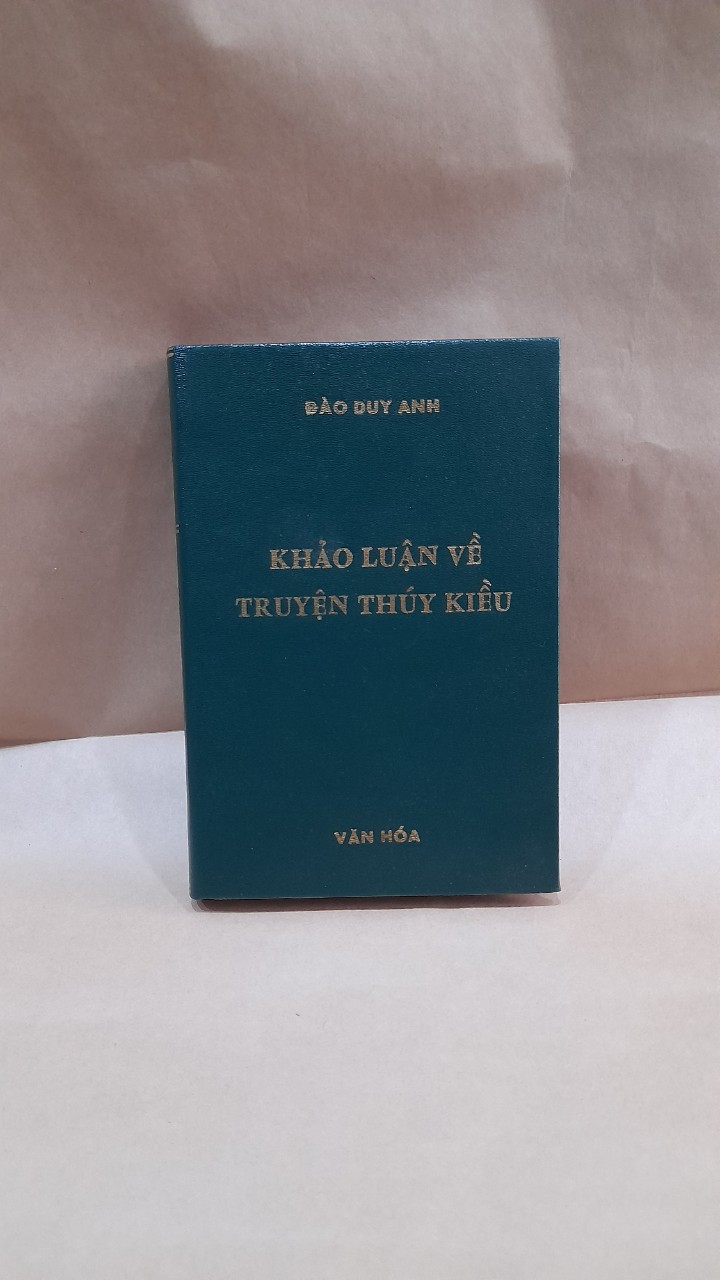 ĐÀO DUY ANH
KHẢO LUẬN VỀ
TRUYỆN THÚY KIỀU
VĂN HÓA